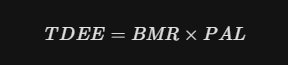 TDEE = BMR × PAL